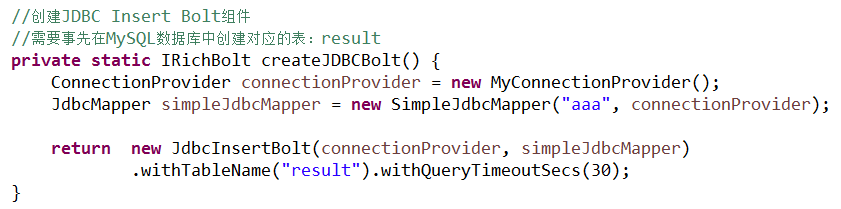 //创建JDBC Insert Bolt组件
//需要事先在MySQL数据库中创建对应的表：result
private static IRichBolt createJDBCBolt() {
    ConnectionProvider connectionProvider = new MyConnectionProvider();
    JdbcMapper simpleJdbcMapper = new SimpleJdbcMapper("aaa", connectionProvider);

    return  new JdbcInsertBolt(connectionProvider, simpleJdbcMapper)
            .withTableName("result").withQueryTimeoutSecs(30);
}